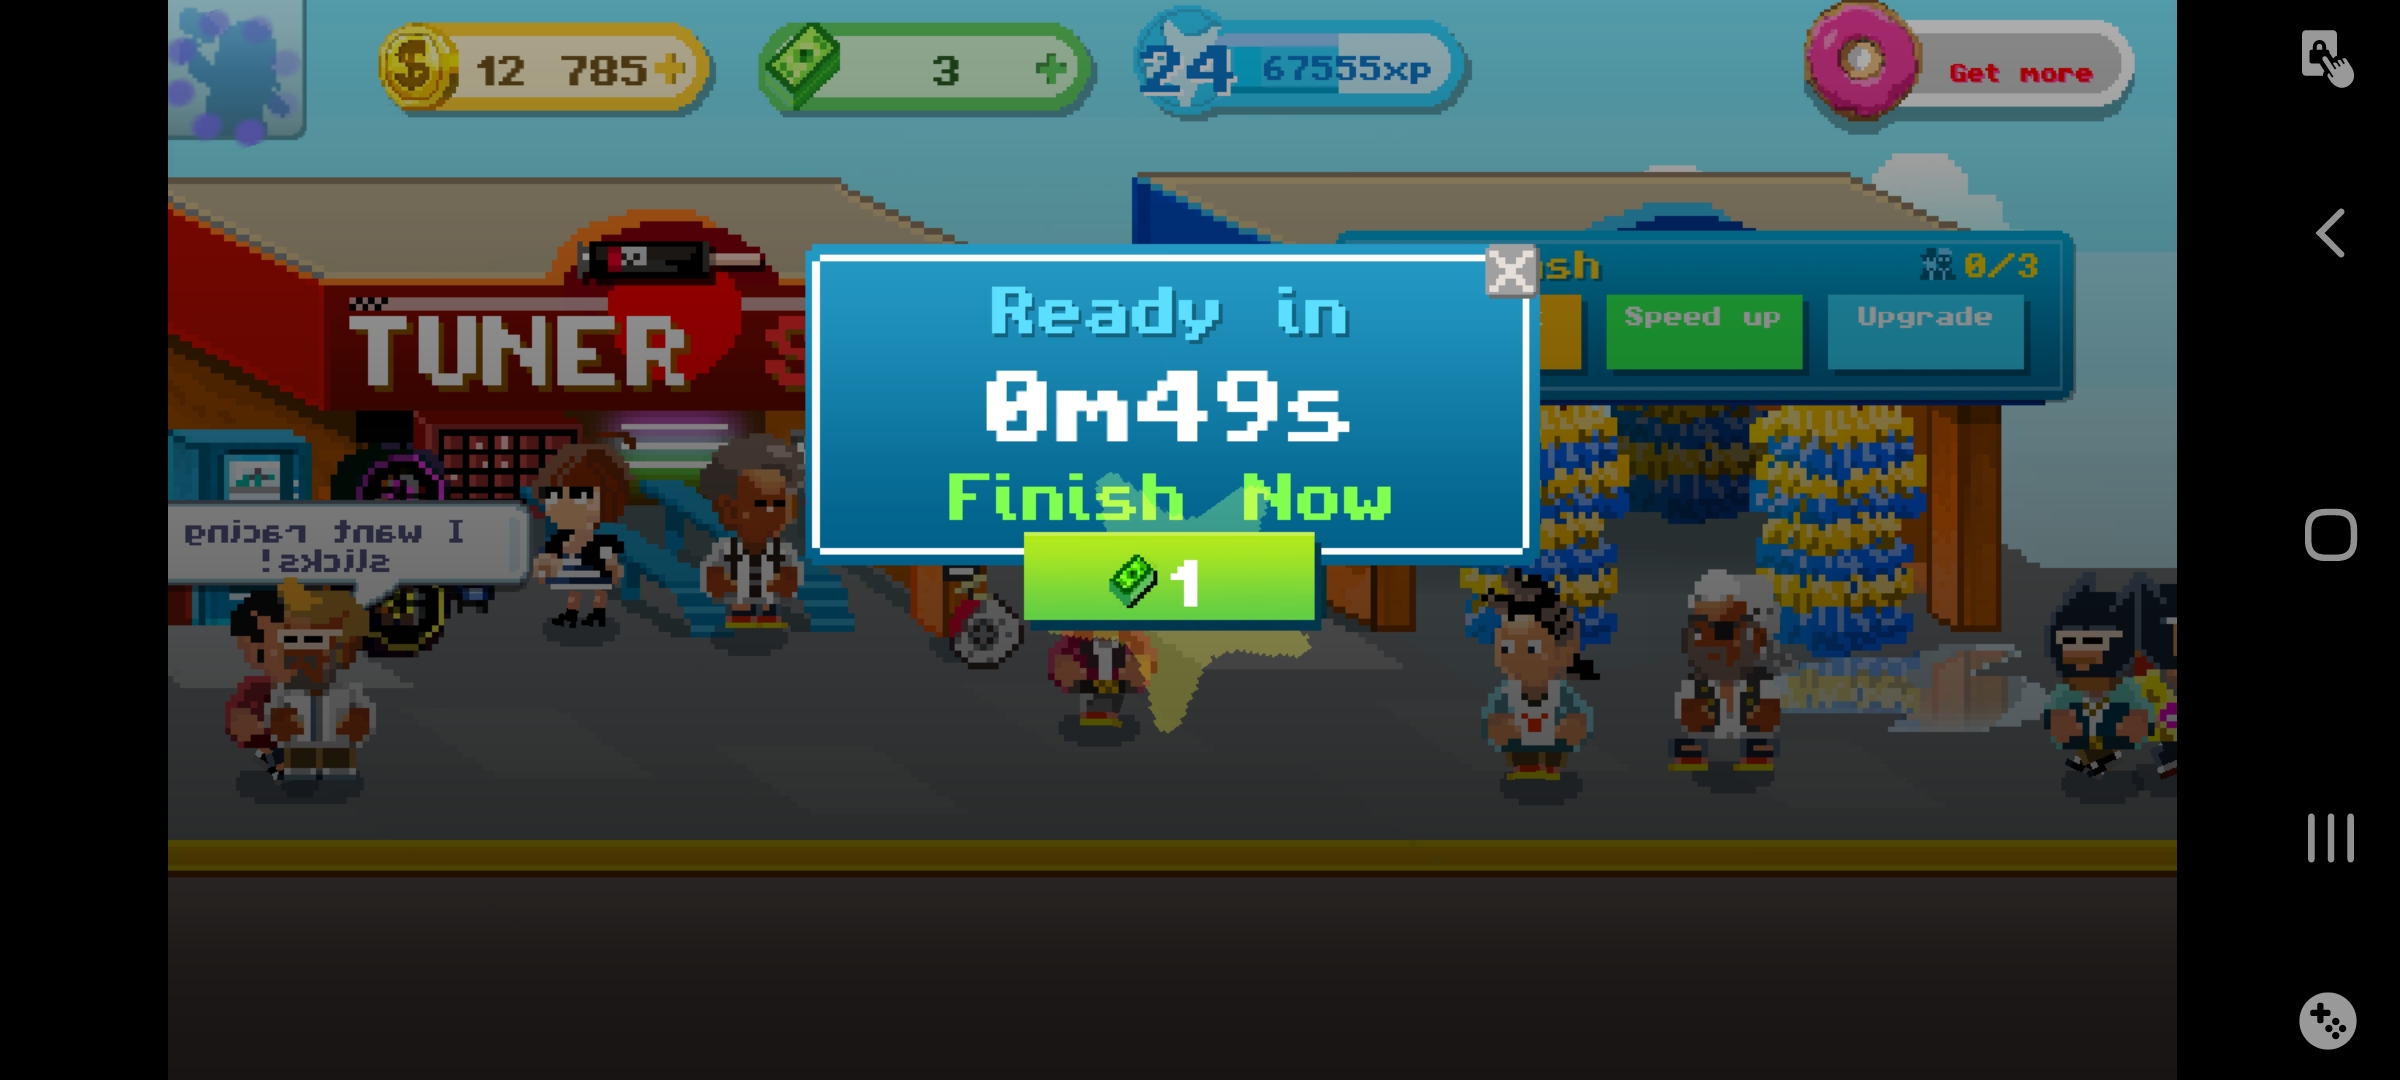 12 785
3
24 67555xp
Get more
TUNER S
sh
0/3
Speed up
Upgrade
Ready in
0m49s
Finish Now
1
I want racing
slicks!